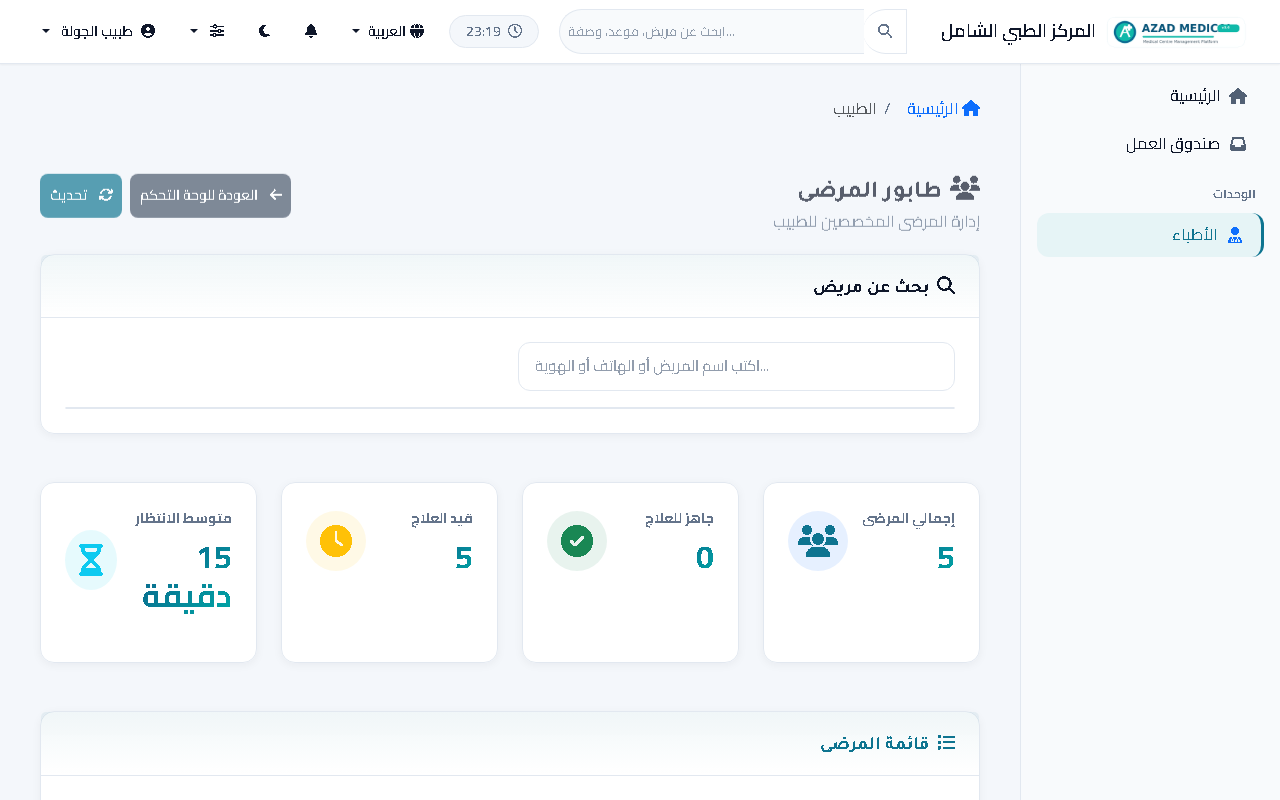 AZAD MEDIC
Medical Centre Management Platform
المركز الطبي الشامل
ابحث عن مريض، موعد، وصفة...
23:19
العربية
طبيب الجولة
الرئيسية
صندوق العمل
الوحدات
الأطباء
الرئيسية / الطبيب
طابور المرضى
إدارة المرضى المخصصين للطبيب
العودة للوحة التحكم
تحديث
بحث عن مريض
اكتب اسم المريض أو الهاتف أو الهوية...
إجمالي المرضى
5
جاهز للعلاج
0
قيد العلاج
5
متوسط الانتظار
15
دقيقة
قائمة المرضى